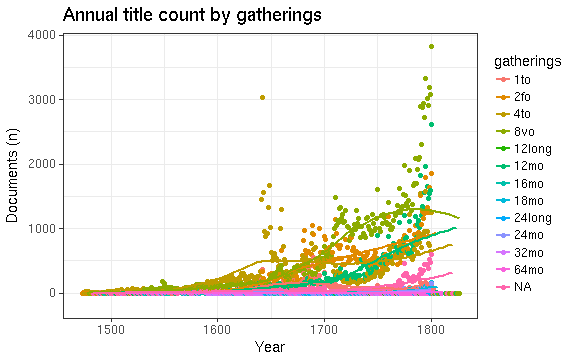 Annual title count by gatherings
4000
3000
2000
1000
0
Documents (n)
1500 1600 1700 1800
Year
gatherings
1to
2fo
4to
8vo
12long
12mo
16mo
18mo
24long
24mo
32mo
64mo
NA